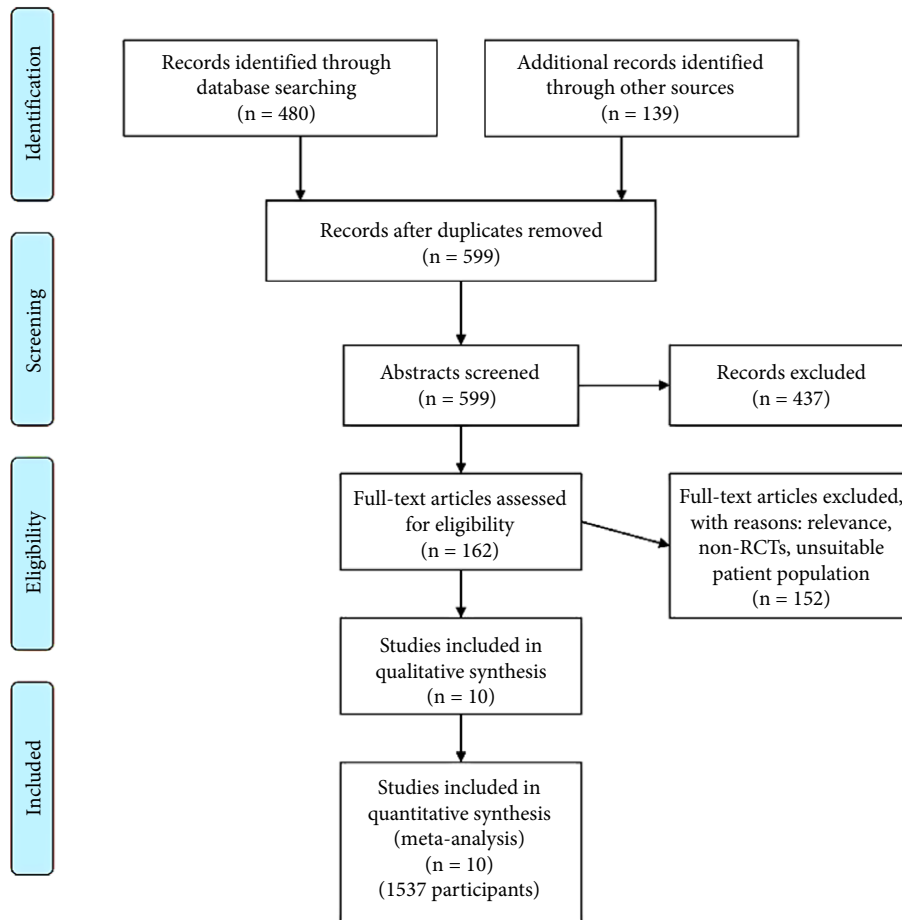 Identification
Records identified through
database searching
(n = 480)
Additional records identified
through other sources
(n = 139)
Records after duplicates removed
(n = 599)
Screening
Abstracts screened
(n = 599)
Records excluded
(n = 437)
Eligibility
Full-text articles assessed
for eligibility
(n = 162)
Full-text articles excluded,
with reasons: relevance,
non-RCTs, unsuitable
patient population
(n = 152)
Studies included in
qualitative synthesis
(n = 10)
Included
Studies included in
quantitative synthesis
(meta-analysis)
(n = 10)
(1537 participants)